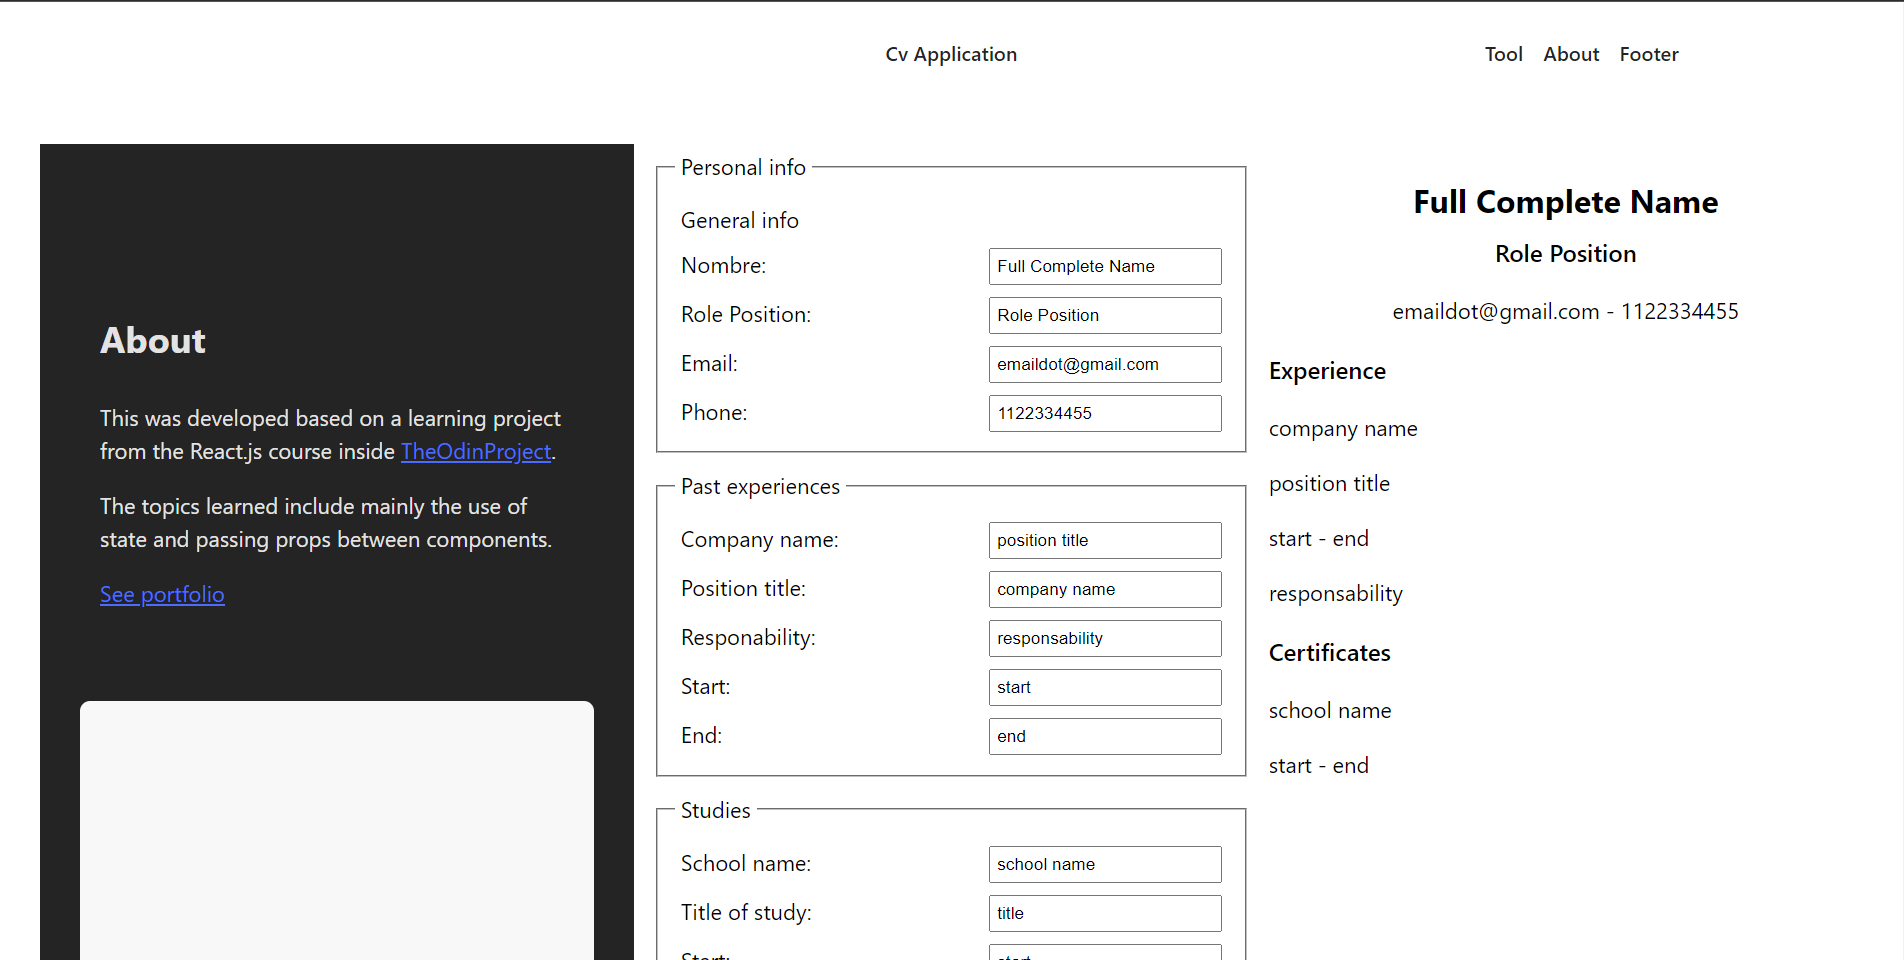 Cv Application
Tool About Footer
About
This was developed based on a learning project
from the React.js course inside TheOdinProject.
The topics learned include mainly the use of
state and passing props between components.
See portfolio
Personal info
General info
Nombre: Full Complete Name
Role Position: Role Position
Email: emaildot@gmail.com
Phone: 1122334455
Past experiences
Company name: position title
Position title: company name
Responability: responsability
Start: start
End: end
Studies
School name: school name
Title of study: title
Start: start
Full Complete Name
Role Position
emaildot@gmail.com - 1122334455
Experience
company name
position title
start - end
responsability
Certificates
school name
start - end